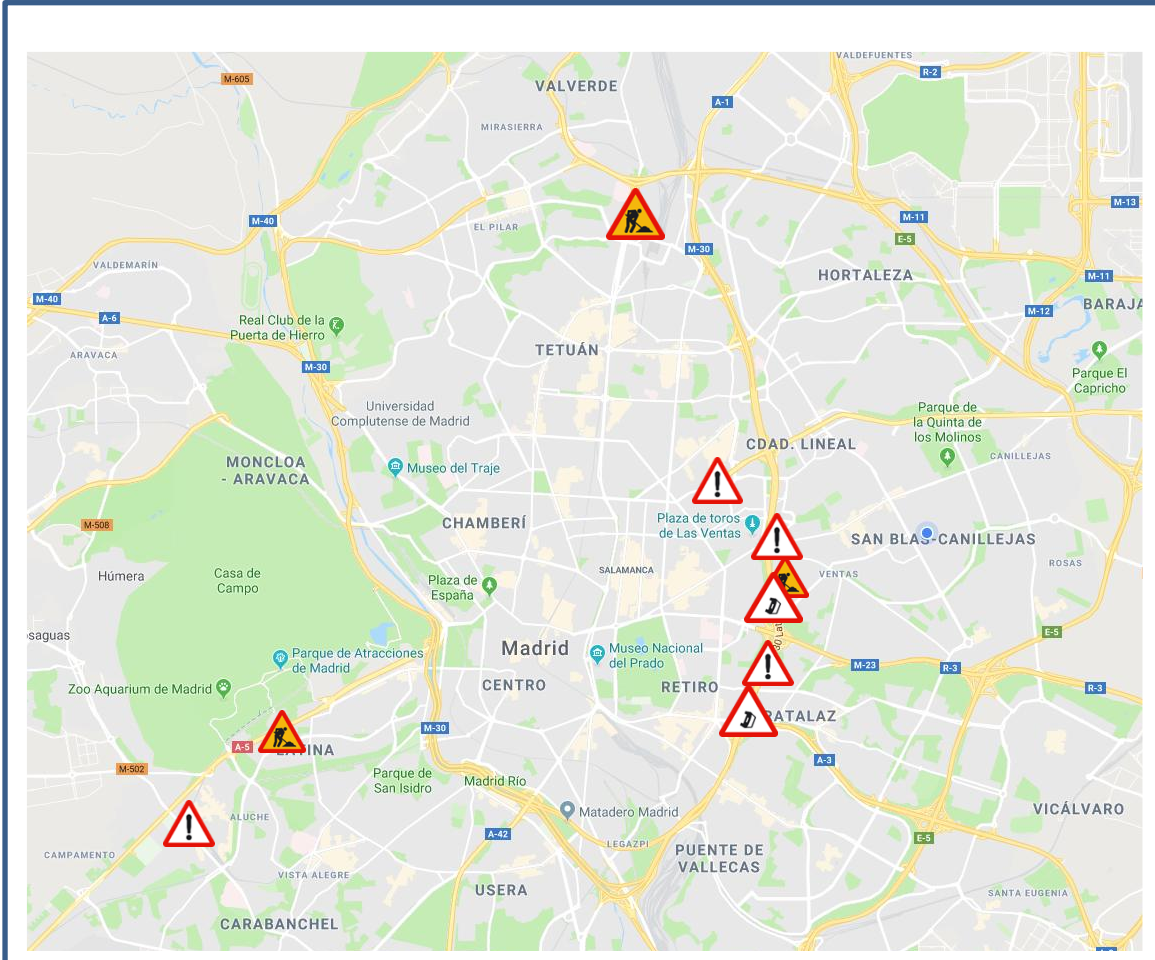 VALDEFUENTES
M-605
R-2
VALVERDE
A-1
MIRASIERRA
M-13
M-40
M-11
EL PILAR
E-5
M-30
VALDEMARÍN
HORTALEZA
M-11
M-40
BARAJA
A-6
M-12
Real Club de la
Puerta de Hierro
TETUÁN
ARAVACA
M-30
Parque El
Capricho
Universidad
Complutense de Madrid
Parque de
la Quinta de
los Molinos
CDAD. LINEAL
CANILLEJAS
MONCLOA
- ARAVACA
Museo del Traje
M-508
CHAMBERÍ
Plaza de toros
de Las Ventas
SAN BLAS-CANILLEJAS
Húmera
Casa de
Campo
Plaza de
España
SALAMANCA
VENTAS
ROSAS
osaguas
30 Lat
E-5
Madrid
Museo Nacional
del Prado
Parque de Atracciones
de Madrid
M-23
R-3
Zoo Aquarium de Madrid
CENTRO
RETIRO
R-3
RATALAZ
M-30
A-5
LATINA
A-3
M-502
Parque de
San Isidro
Madrid Río
Matadero Madrid
VICÁLVARO
ALUCHE
A-42
E-5
LEGAZPI
CAMPAMENTO
PUENTE DE
VALLECAS
VISTA ALEGRE
USERA
SANTA EUGENIA
CARABANCHEL